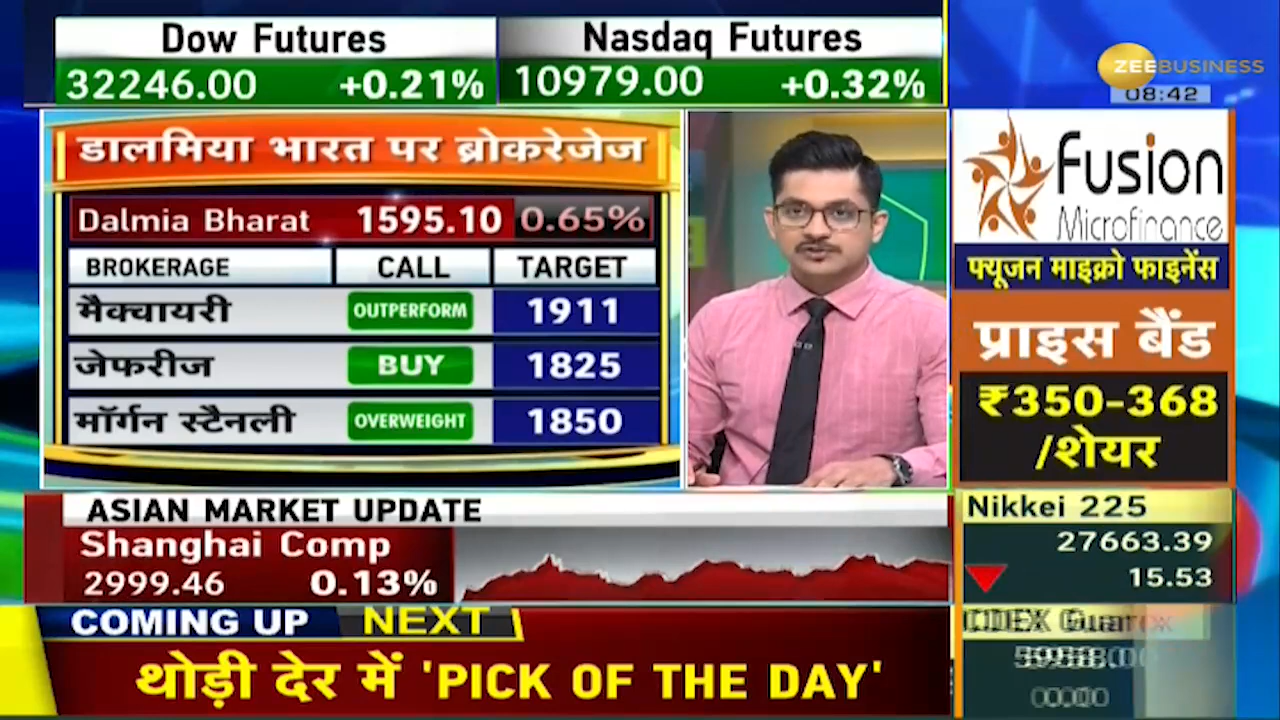 Dow Futures
32246.00 +0.21%
Nasdaq Futures
10979.00 +0.32%
ZEEBUSINESS
08:42
डालमिया भारत पर ब्रोकरेजेज
Dalmia Bharat 1595.10 0.65%
BROKERAGE CALL TARGET
मैक्वायरी OUTPERFORM 1911
जेफरीज BUY 1825
मॉर्गन स्टैनली OVERWEIGHT 1850
Fusion
Microfinance
फ्यूजन माइक्रो फाइनेंस
प्राइस बैंड
₹350-368
/शेयर
ASIAN MARKET UPDATE
Shanghai Comp
2999.46 0.13%
Nikkei 225
27663.39
15.53
COMING UP NEXT
थोड़ी देर में 'PICK OF THE DAY'